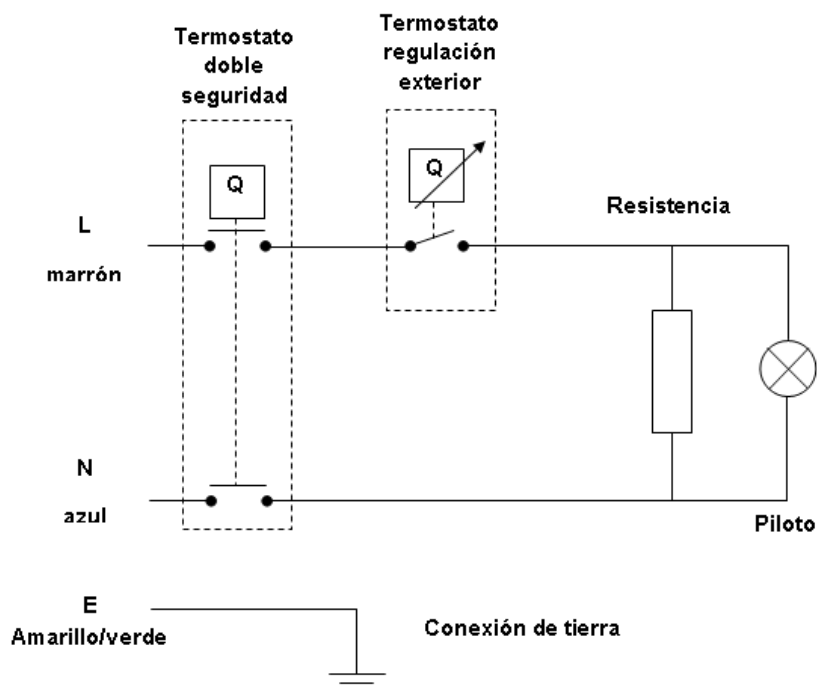 Termostato
doble
seguridad
Termostato
regulación
exterior
Q
Q
L
marrón
Resistencia
N
azul
Piloto
E
Amarillo/verde
Conexión de tierra